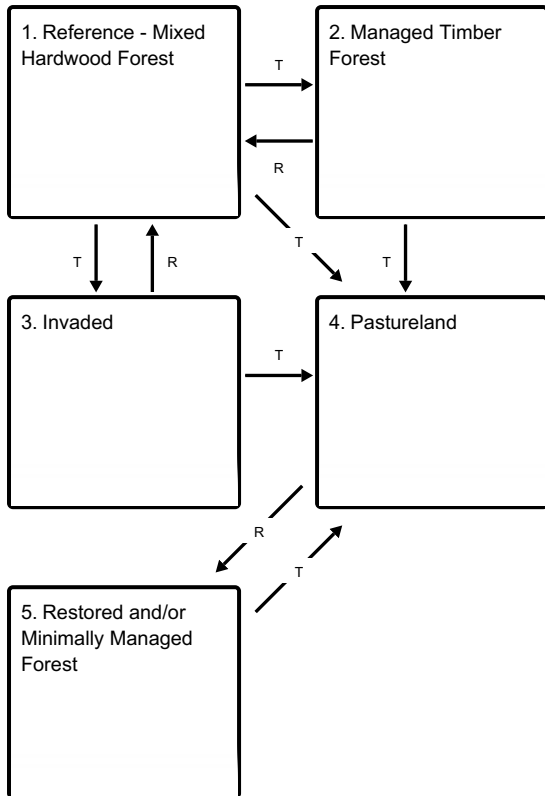 1. Reference - Mixed
Hardwood Forest
T
2. Managed Timber
Forest
R
T
T
R
T
3. Invaded
T
4. Pastureland
R
T
5. Restored and/or
Minimally Managed
Forest